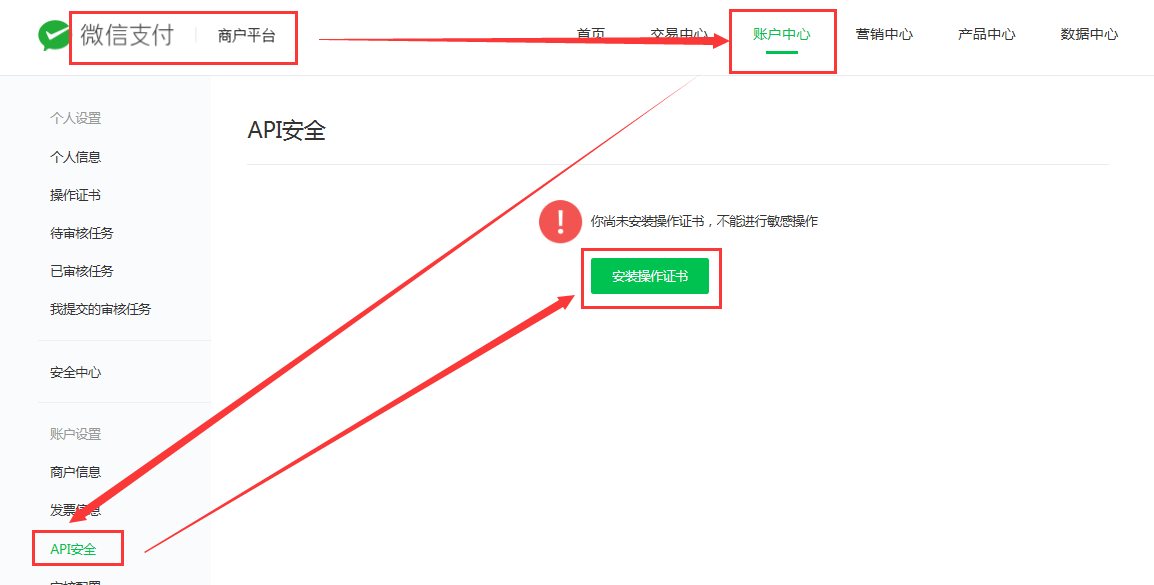 微信支付 商户平台 首页 交易中心 账户中心 营销中心 产品中心 数据中心
个人设置
个人信息
操作证书
待审核任务
已审核任务
我提交的审核任务
安全中心
账户设置
商户信息
发票信息
API安全
API安全
你尚未安装操作证书，不能进行敏感操作
安装操作证书